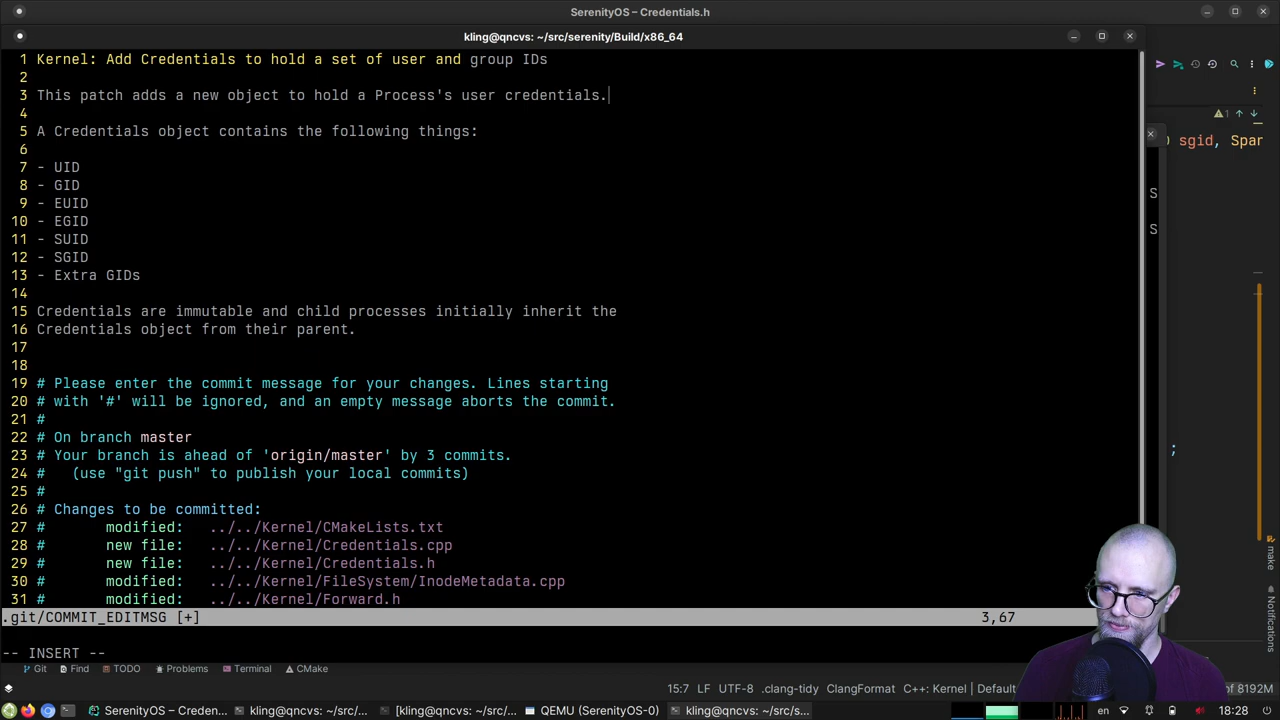 SerenityOS – Credentials.h
kling@qncvs: ~/src/serenity/Build/x86_64
1 Kernel: Add Credentials to hold a set of user and group IDs
2
3 This patch adds a new object to hold a Process's user credentials.
4
5 A Credentials object contains the following things:
6
7 - UID
8 - GID
9 - EUID
10 - EGID
11 - SUID
12 - SGID
13 - Extra GIDs
14
15 Credentials are immutable and child processes initially inherit the
16 Credentials object from their parent.
17
18
19 # Please enter the commit message for your changes. Lines starting
20 # with '#' will be ignored, and an empty message aborts the commit.
21 #
22 # On branch master
23 # Your branch is ahead of 'origin/master' by 3 commits.
24 #   (use "git push" to publish your local commits)
25 #
26 # Changes to be committed:
27 #       modified:   ../../Kernel/CMakeLists.txt
28 #       new file:   ../../Kernel/Credentials.cpp
29 #       new file:   ../../Kernel/Credentials.h
30 #       modified:   ../../Kernel/FileSystem/InodeMetadata.cpp
31 #       modified:   ../../Kernel/Forward.h
.git/COMMIT_EDITMSG [+] 3,67
-- INSERT --
1
sgid, Spar
S
S
;
make
Notifications
Git Find TODO Problems Terminal CMake
15:7 LF UTF-8 .clang-tidy ClangFormat C++: Kernel | Default
of 8192M
SerenityOS – Creden... kling@qncvs: ~/src/... [kling@qncvs: ~/src/... QEMU (SerenityOS-0) kling@qncvs: ~/src/s... en 18:28